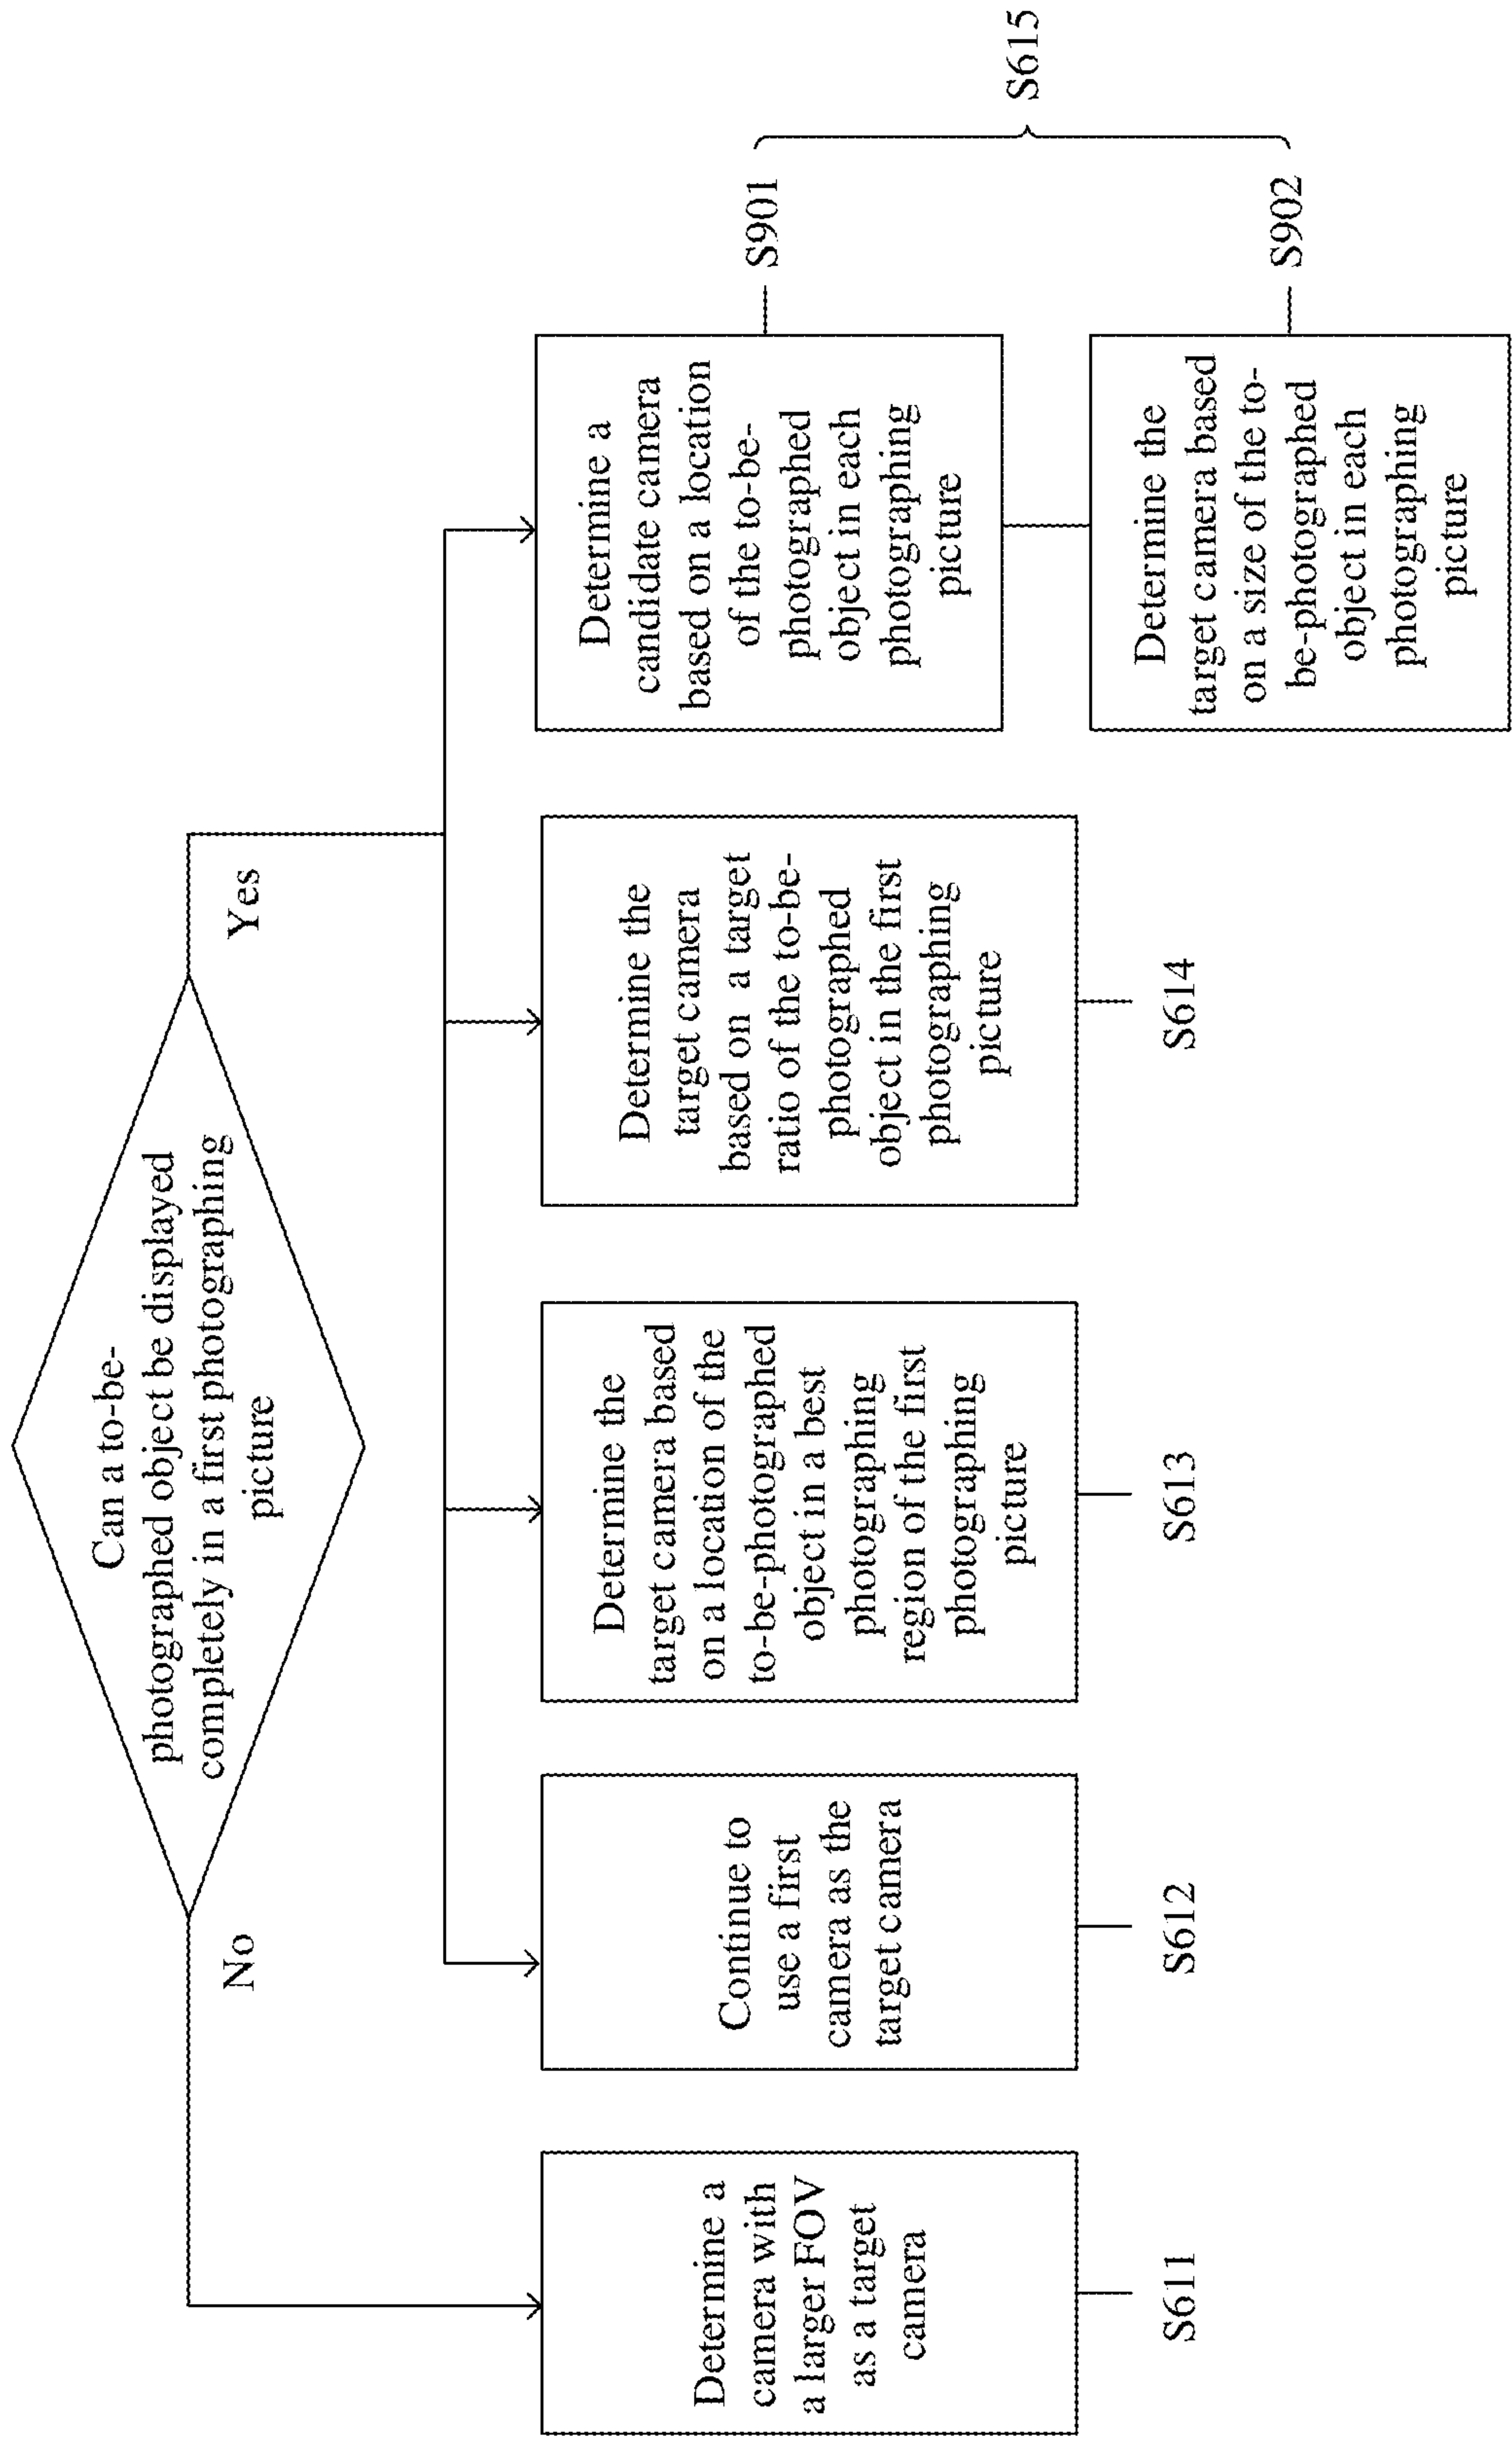 Can a to-be-
photographed object be displayed
completely in a first photographing
picture
No
Yes
Determine a
camera with
a larger FOV
as a target
camera
S611
Continue to
use a first
camera as the
target camera
S612
Determine the
target camera based
on a location of the
to-be-photographed
object in a best
photographing
region of the first
photographing
picture
S613
Determine the
target camera
based on a target
ratio of the to-be-
photographed
object in the first
photographing
picture
S614
Determine a
candidate camera
based on a location
of the to-be-
photographed
object in each
photographing
picture
S901
Determine the
target camera based
on a size of the to-
be-photographed
object in each
photographing
picture
S902
S615